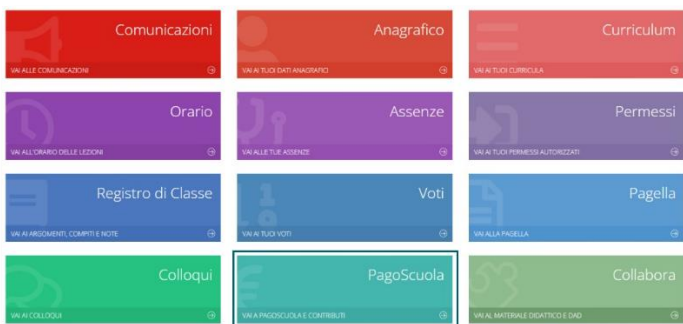 Comunicazioni
VAI ALLE COMUNICAZIONI
Anagrafico
VAI AI TUOI DATI ANAGRAFICI
Curriculum
VAI AI TUOI CURRICULA
Orario
VAI ALL'ORARIO DELLE LEZIONI
Assenze
VAI ALLE TUE ASSENZE
Permessi
VAI AI TUOI PERMESSI AUTORIZZATI
Registro di Classe
VAI AI ARGOMENTI, COMPITI E NOTE
Voti
VAI AI TUOI VOTI
Pagella
VAI ALLA PAGELLA
Colloqui
VAI AI COLLOQUI
PagoScuola
VAI A PAGOSCUOLA E CONTRIBUTI
Collabora
VAI AL MATERIALE DIDATTICO E DAD